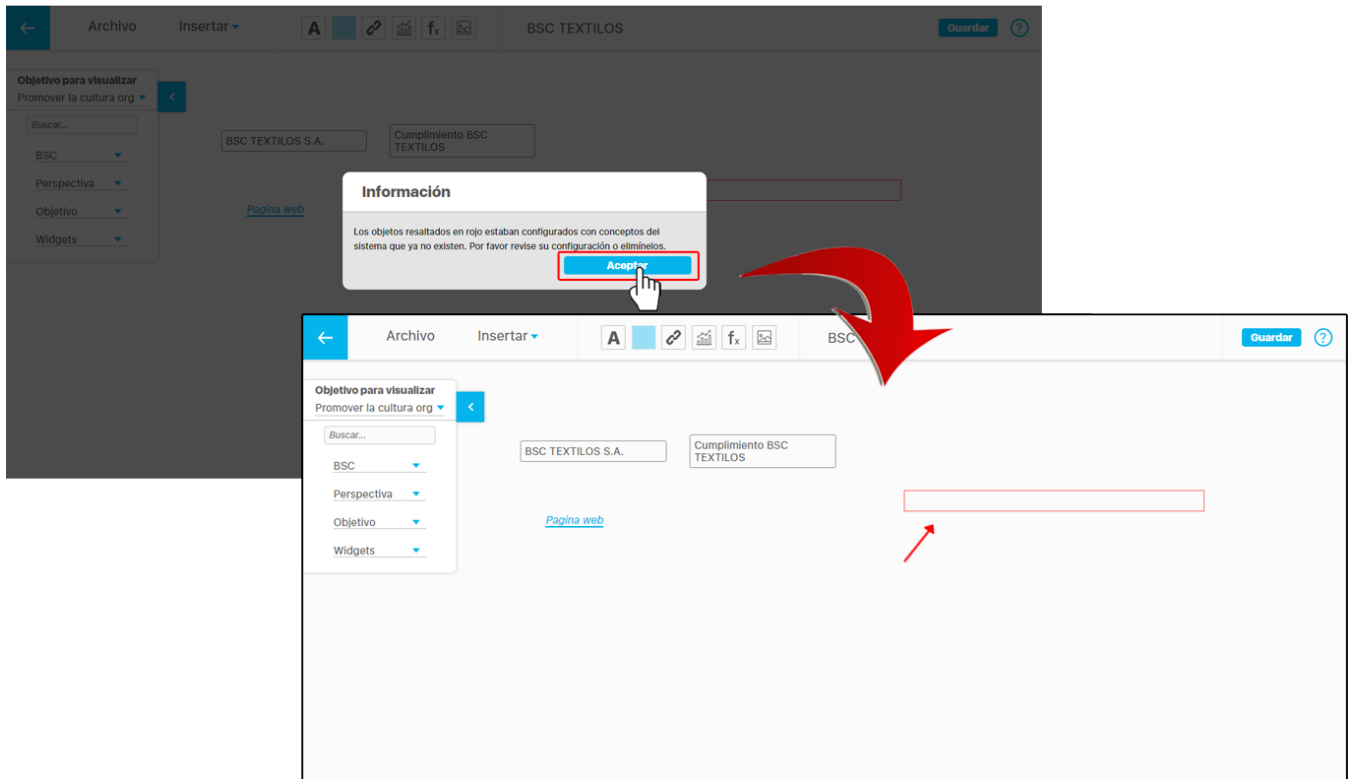 Archivo
Insertar
A
fx
BSC TEXTILOS
Guardar
?
Objetivo para visualizar
Promover la cultura org
Buscar...
BSC
Perspectiva
Objetivo
Widgets
BSC TEXTILOS S.A.
Cumplimiento BSC
TEXTILOS
Pagina web
Información
Los objetos resaltados en rojo estaban configurados con conceptos del
sistema que ya no existen. Por favor revise su configuración o elimínelos.
Aceptar
Archivo
Insertar
A
fx
BSC
Guardar
?
Objetivo para visualizar
Promover la cultura org
Buscar...
BSC
Perspectiva
Objetivo
Widgets
BSC TEXTILOS S.A.
Cumplimiento BSC
TEXTILOS
Pagina web